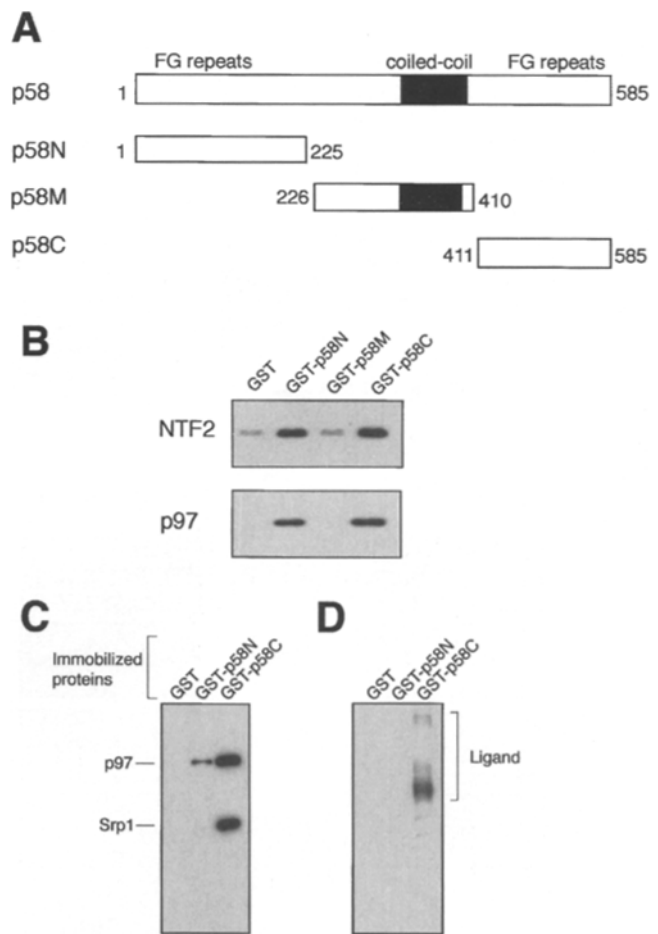 A
FG repeats coiled-coil FG repeats
p58 1 585
p58N 1 225
p58M 226 410
p58C 411 585
B
GST GST-p58N GST-p58M GST-p58C
NTF2
p97
C
Immobilized proteins
GST GST-p58N GST-p58C
p97
Srp1
D
GST GST-p58N GST-p58C
Ligand